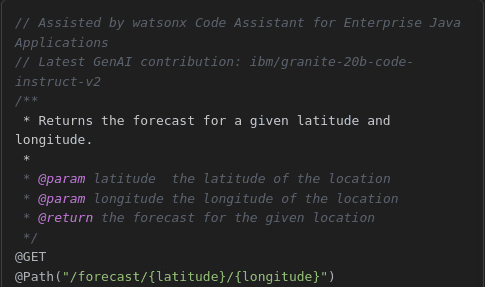 // Assisted by watsonx Code Assistant for Enterprise Java
Applications
// Latest GenAI contribution: ibm/granite-20b-code-
instruct-v2
/**
 * Returns the forecast for a given latitude and
longitude.
 *
 * @param latitude  the latitude of the location
 * @param longitude the longitude of the location
 * @return the forecast for the given location
 */
@GET
@Path("/forecast/{latitude}/{longitude}")